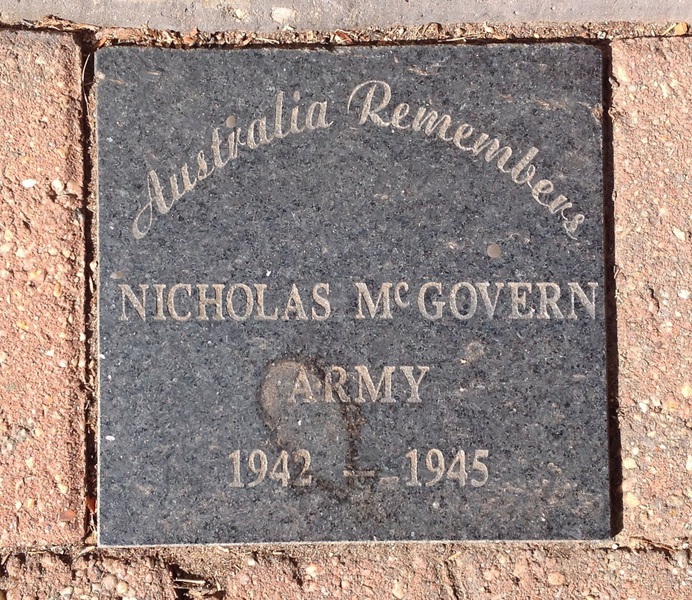 Australia Remembers
NICHOLAS McGOVERN
ARMY
1942 — 1945